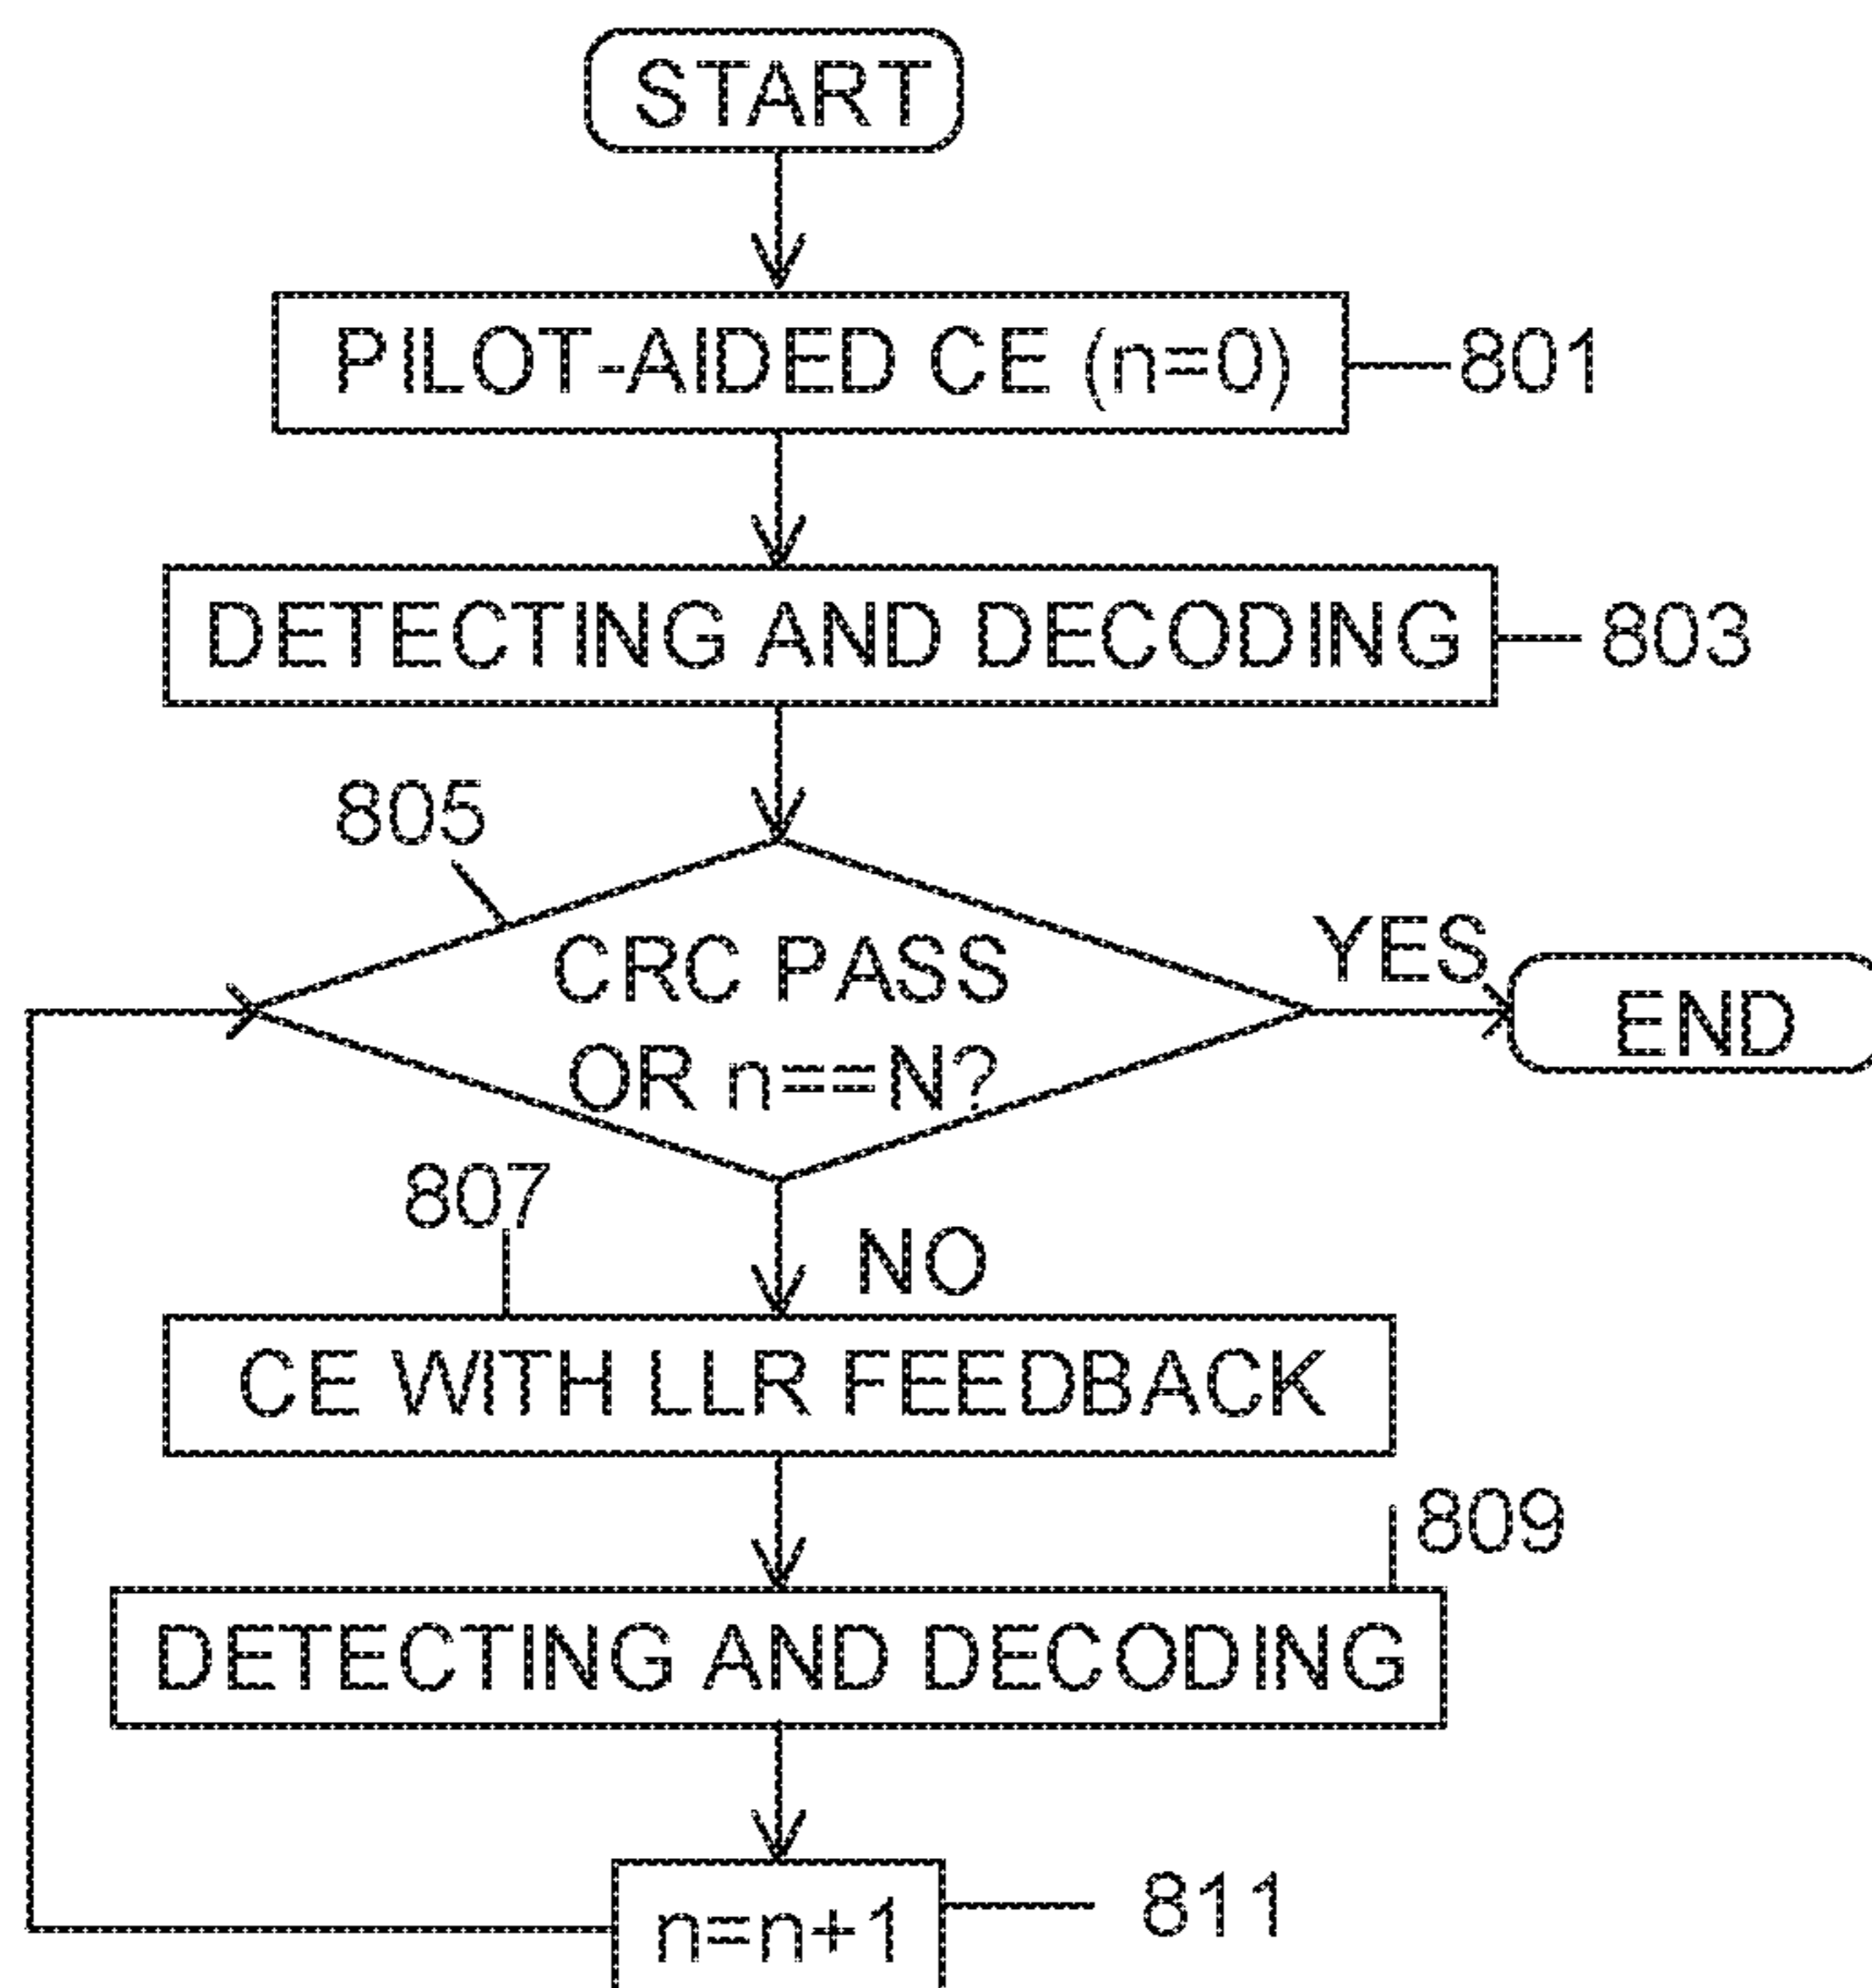 START
PILOT-AIDED CE (n=0)
801
DETECTING AND DECODING
803
805
CRC PASS
OR n==N?
YES
END
807
NO
CE WITH LLR FEEDBACK
809
DETECTING AND DECODING
n=n+1
811